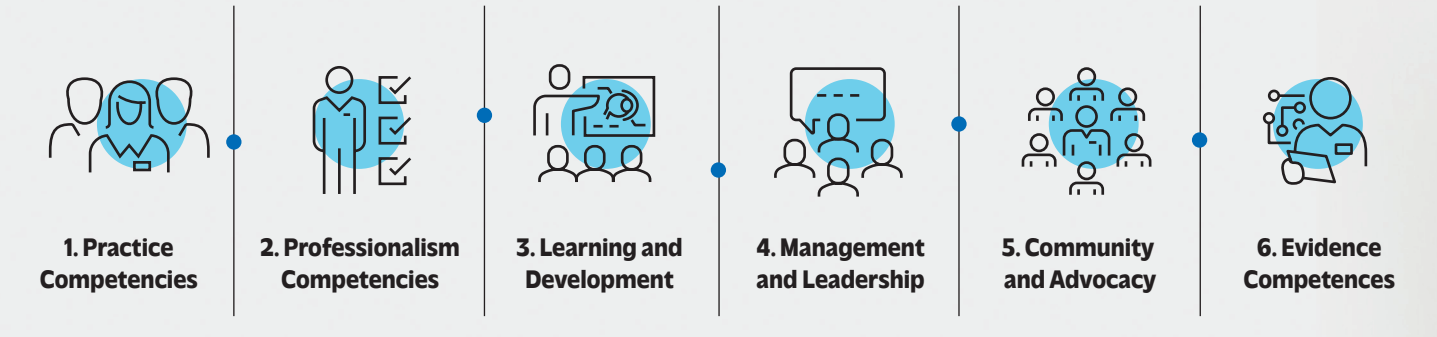 1. Practice
Competencies
2. Professionalism
Competencies
3. Learning and
Development
4. Management
and Leadership
5. Community
and Advocacy
6. Evidence
Competences